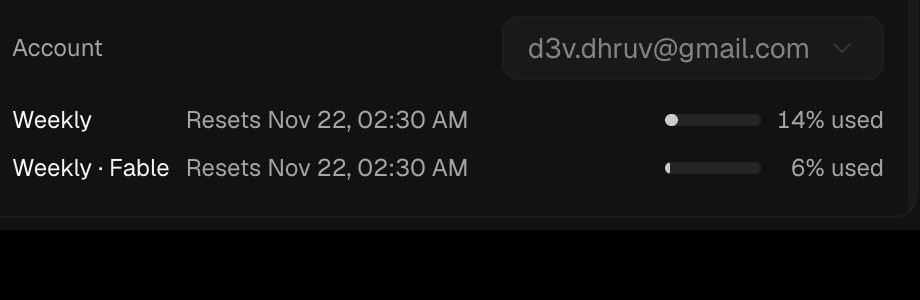 Account d3v.dhruv@gmail.com
Weekly Resets Nov 22, 02:30 AM 14% used
Weekly · Fable Resets Nov 22, 02:30 AM 6% used